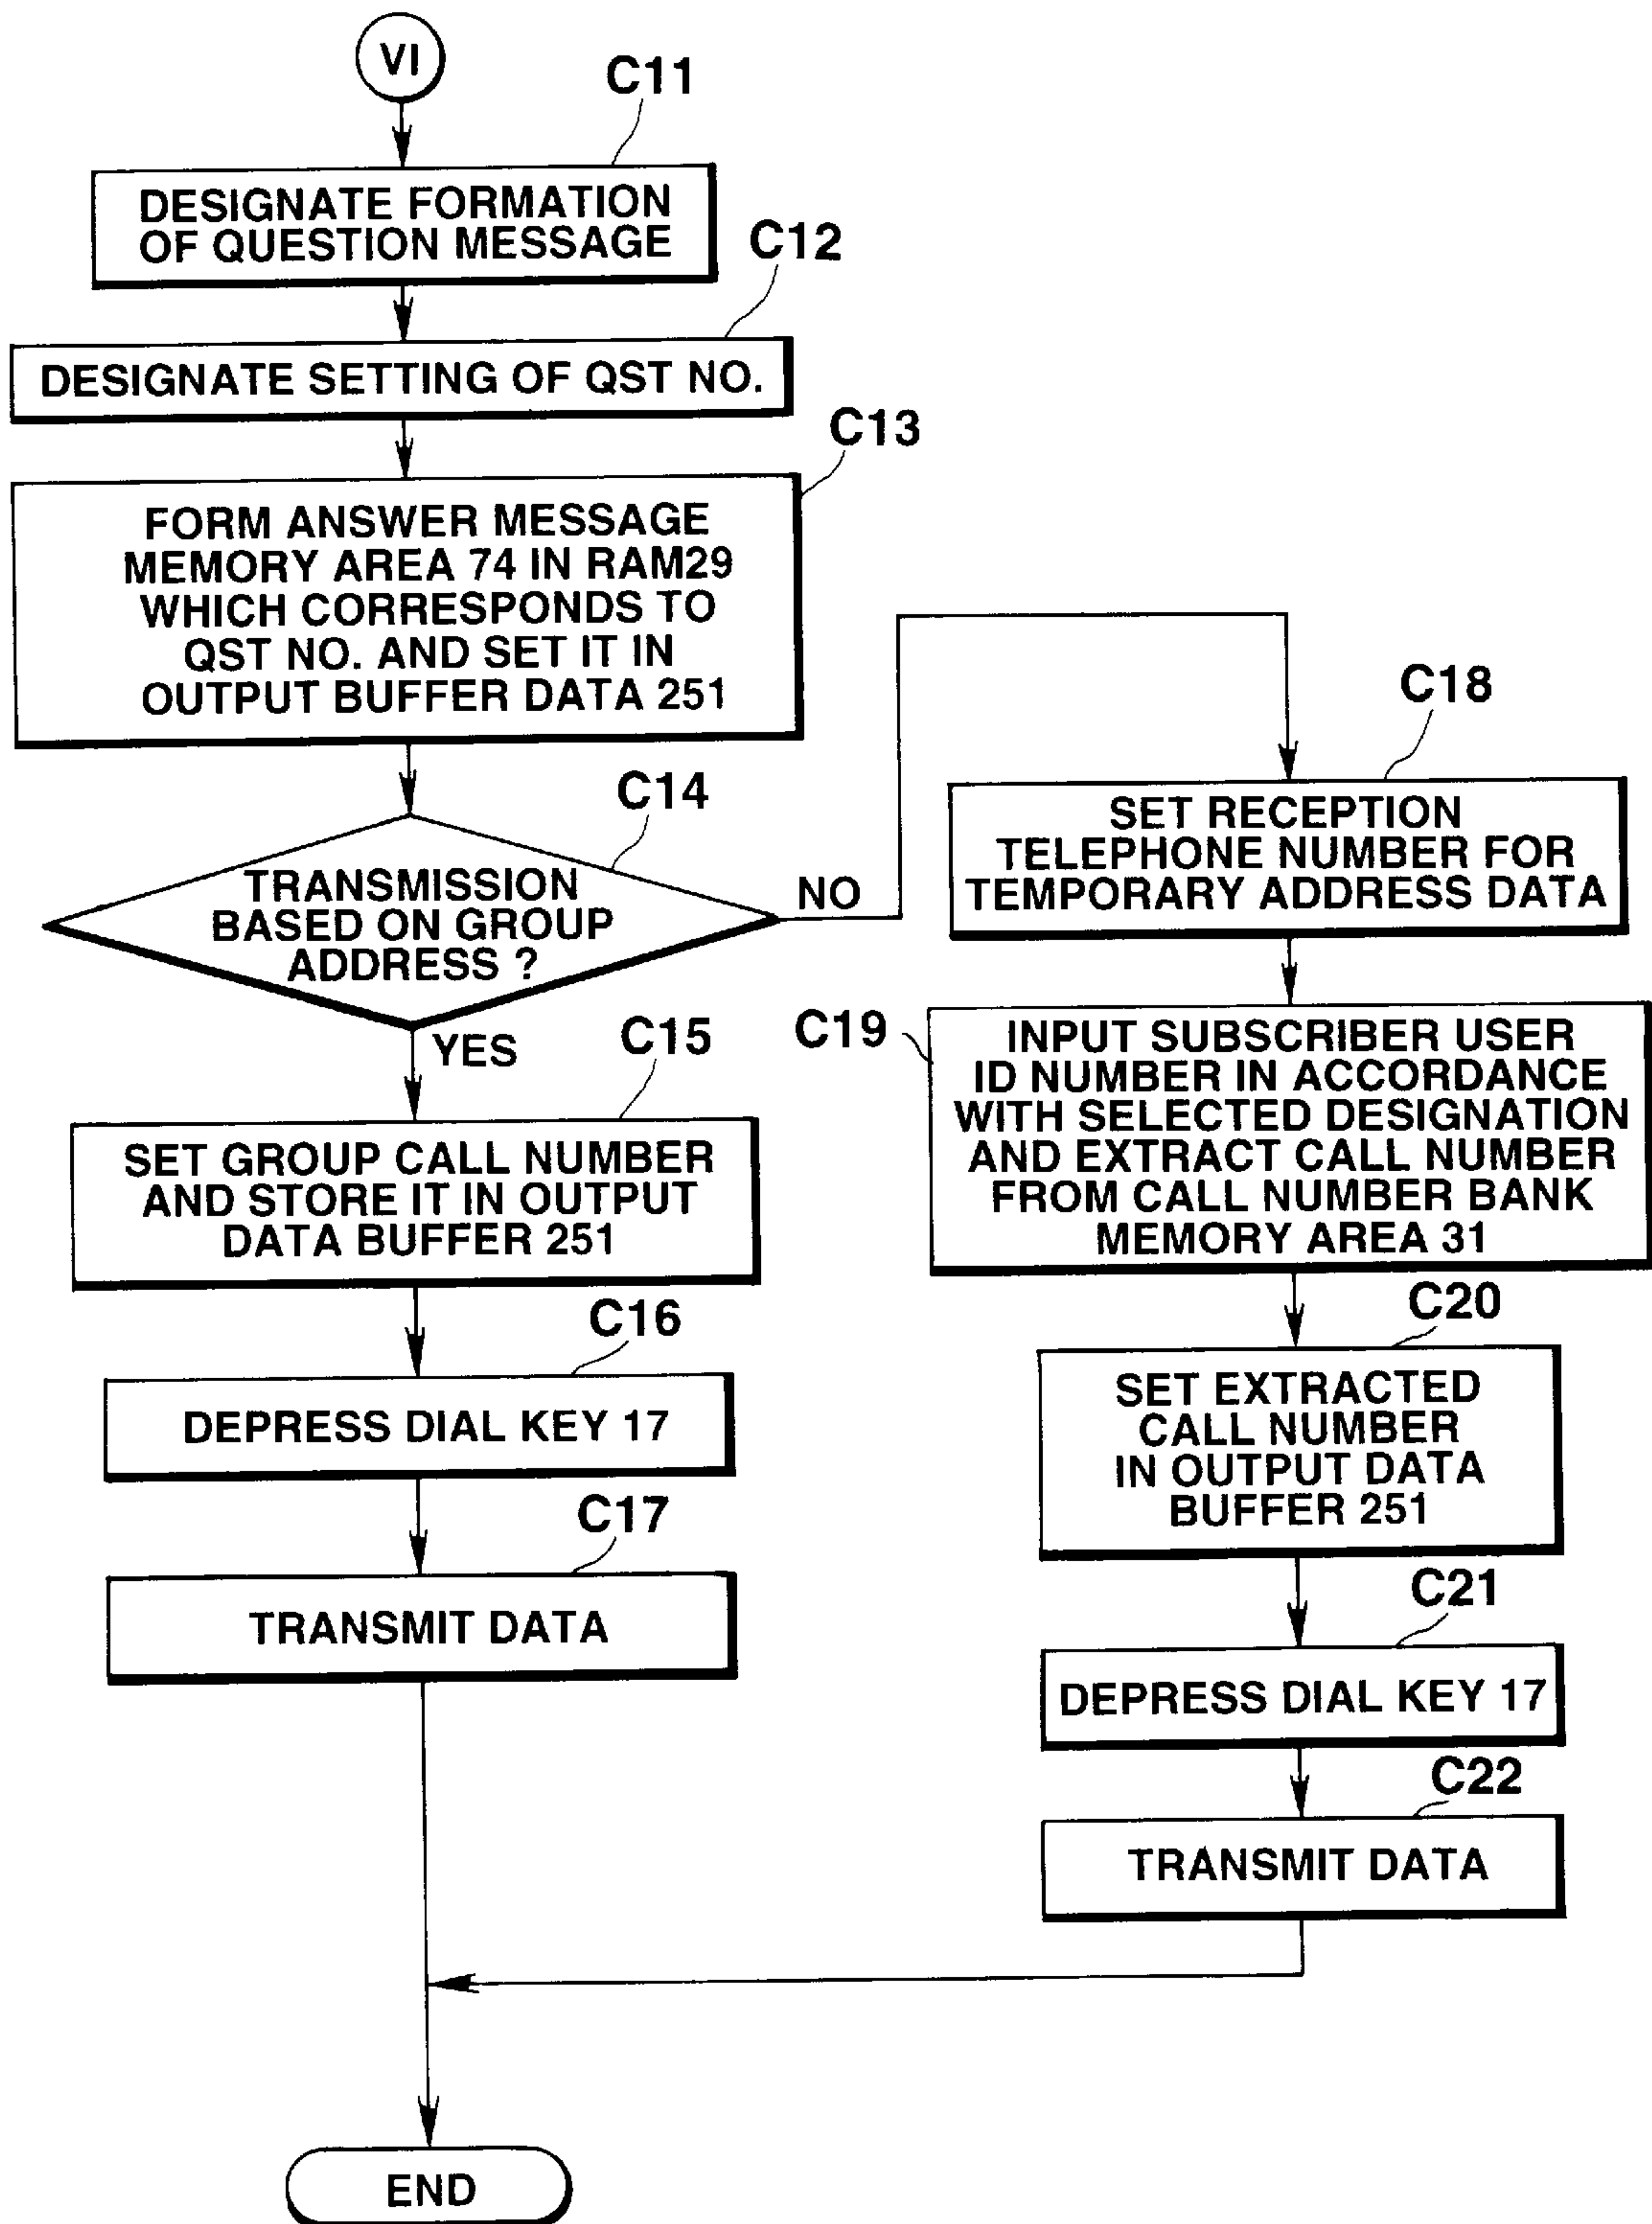 VI
C11
DESIGNATE FORMATION
OF QUESTION MESSAGE
C12
DESIGNATE SETTING OF QST NO.
C13
FORM ANSWER MESSAGE
MEMORY AREA 74 IN RAM29
WHICH CORRESPONDS TO
QST NO. AND SET IT IN
OUTPUT BUFFER DATA 251
C14
TRANSMISSION
BASED ON GROUP
ADDRESS ?
NO
YES
C15
SET GROUP CALL NUMBER
AND STORE IT IN OUTPUT
DATA BUFFER 251
C16
DEPRESS DIAL KEY 17
C17
TRANSMIT DATA
C18
SET RECEPTION
TELEPHONE NUMBER FOR
TEMPORARY ADDRESS DATA
C19
INPUT SUBSCRIBER USER
ID NUMBER IN ACCORDANCE
WITH SELECTED DESIGNATION
AND EXTRACT CALL NUMBER
FROM CALL NUMBER BANK
MEMORY AREA 31
C20
SET EXTRACTED
CALL NUMBER
IN OUTPUT DATA
BUFFER 251
C21
DEPRESS DIAL KEY 17
C22
TRANSMIT DATA
END